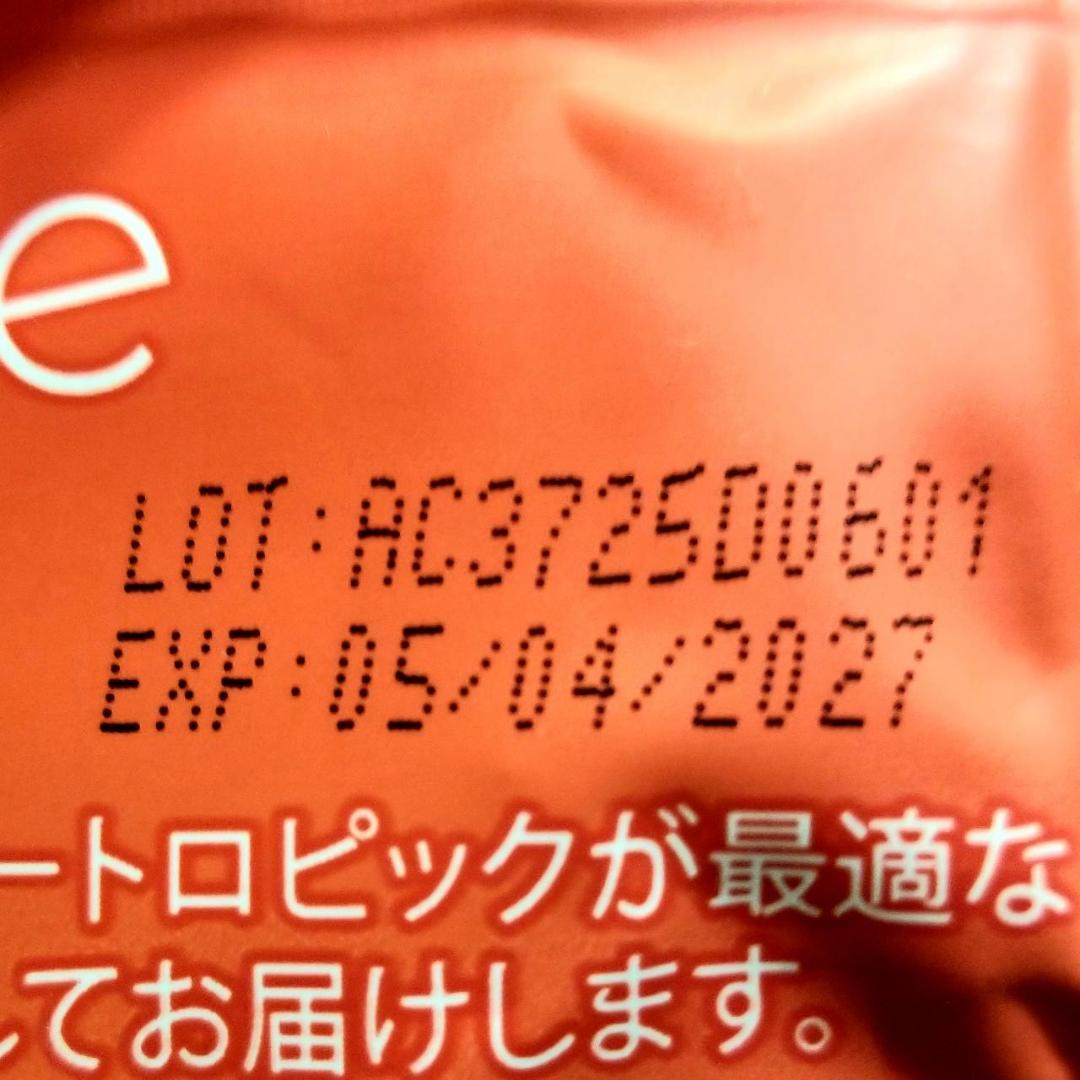 e
LOT:AC3725D0601
EXP:05/04/2027
ートロピックが最適な
してお届けします。